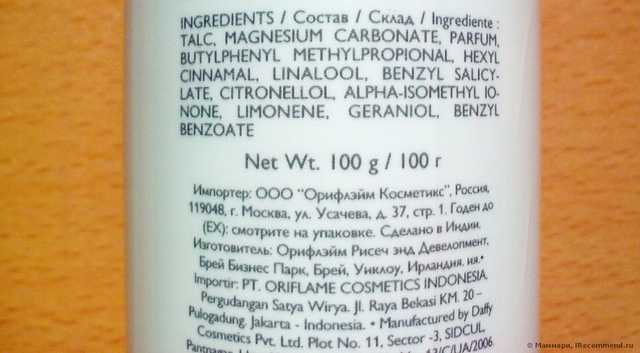 INGREDIENTS / Состав / Склад / Ingrediente :
TALC, MAGNESIUM CARBONATE, PARFUM,
BUTYLPHENYL METHYLPROPIONAL, HEXYL
CINNAMAL, LINALOOL, BENZYL SALICY-
LATE, CITRONELLOL, ALPHA-ISOMETHYL IO-
NONE, LIMONENE, GERANIOL, BENZYL
BENZOATE
Net Wt. 100 g / 100 г
Импортер: ООО "Орифлэйм Косметикс", Россия,
119048, г. Москва, ул. Усачева, д. 37, стр. 1. Годен до
(EX): смотрите на упаковке. Сделано в Индии.
Изготовитель: Орифлэйм Рисеч энд Девелопмент,
Брей Бизнес Парк, Брей, Уиклоу, Ирландия.
Importir: PT. ORIFLAME COSMETICS INDONESIA.
Pergudangan Satya Wirya. Jl. Raya Bekasi KM. 20 –
Pulogadung. Jakarta - Indonesia. • Manufactured by Daffy
Cosmetics Pvt. Ltd. Plot No. 11, Sector -3, SIDCUL
/UA/2006
© Маннари, IRecommend.ru